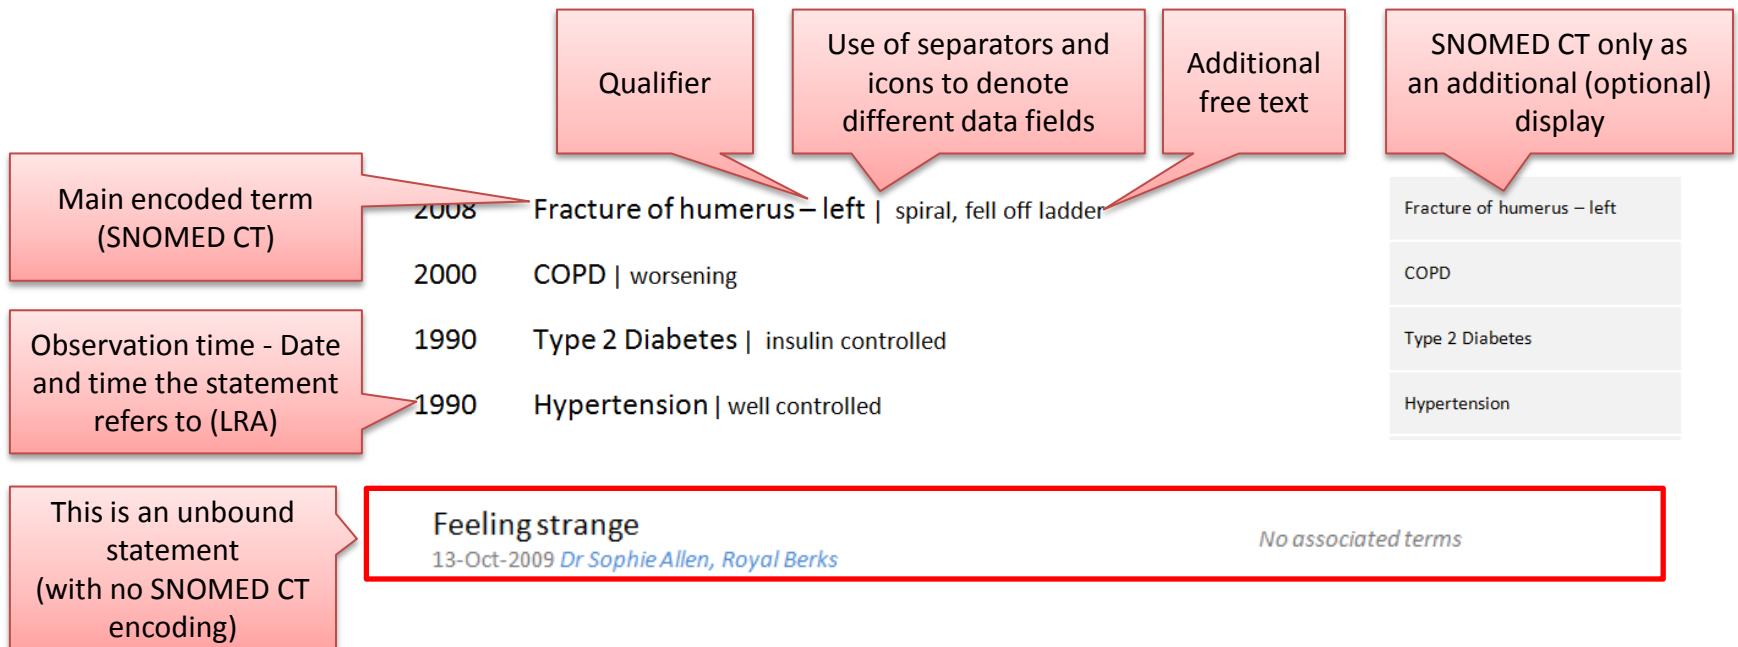 Qualifier
Use of separators and
icons to denote
different data fields
Additional
free text
SNOMED CT only as
an additional (optional)
display
Main encoded term
(SNOMED CT)
2008 Fracture of humerus – left | spiral, fell off ladder
Fracture of humerus – left
2000 COPD | worsening
COPD
Observation time - Date
and time the statement
refers to (LRA)
1990 Type 2 Diabetes | insulin controlled
Type 2 Diabetes
1990 Hypertension | well controlled
Hypertension
This is an unbound
statement
(with no SNOMED CT
encoding)
Feeling strange
13-Oct-2009 Dr Sophie Allen, Royal Berks
No associated terms